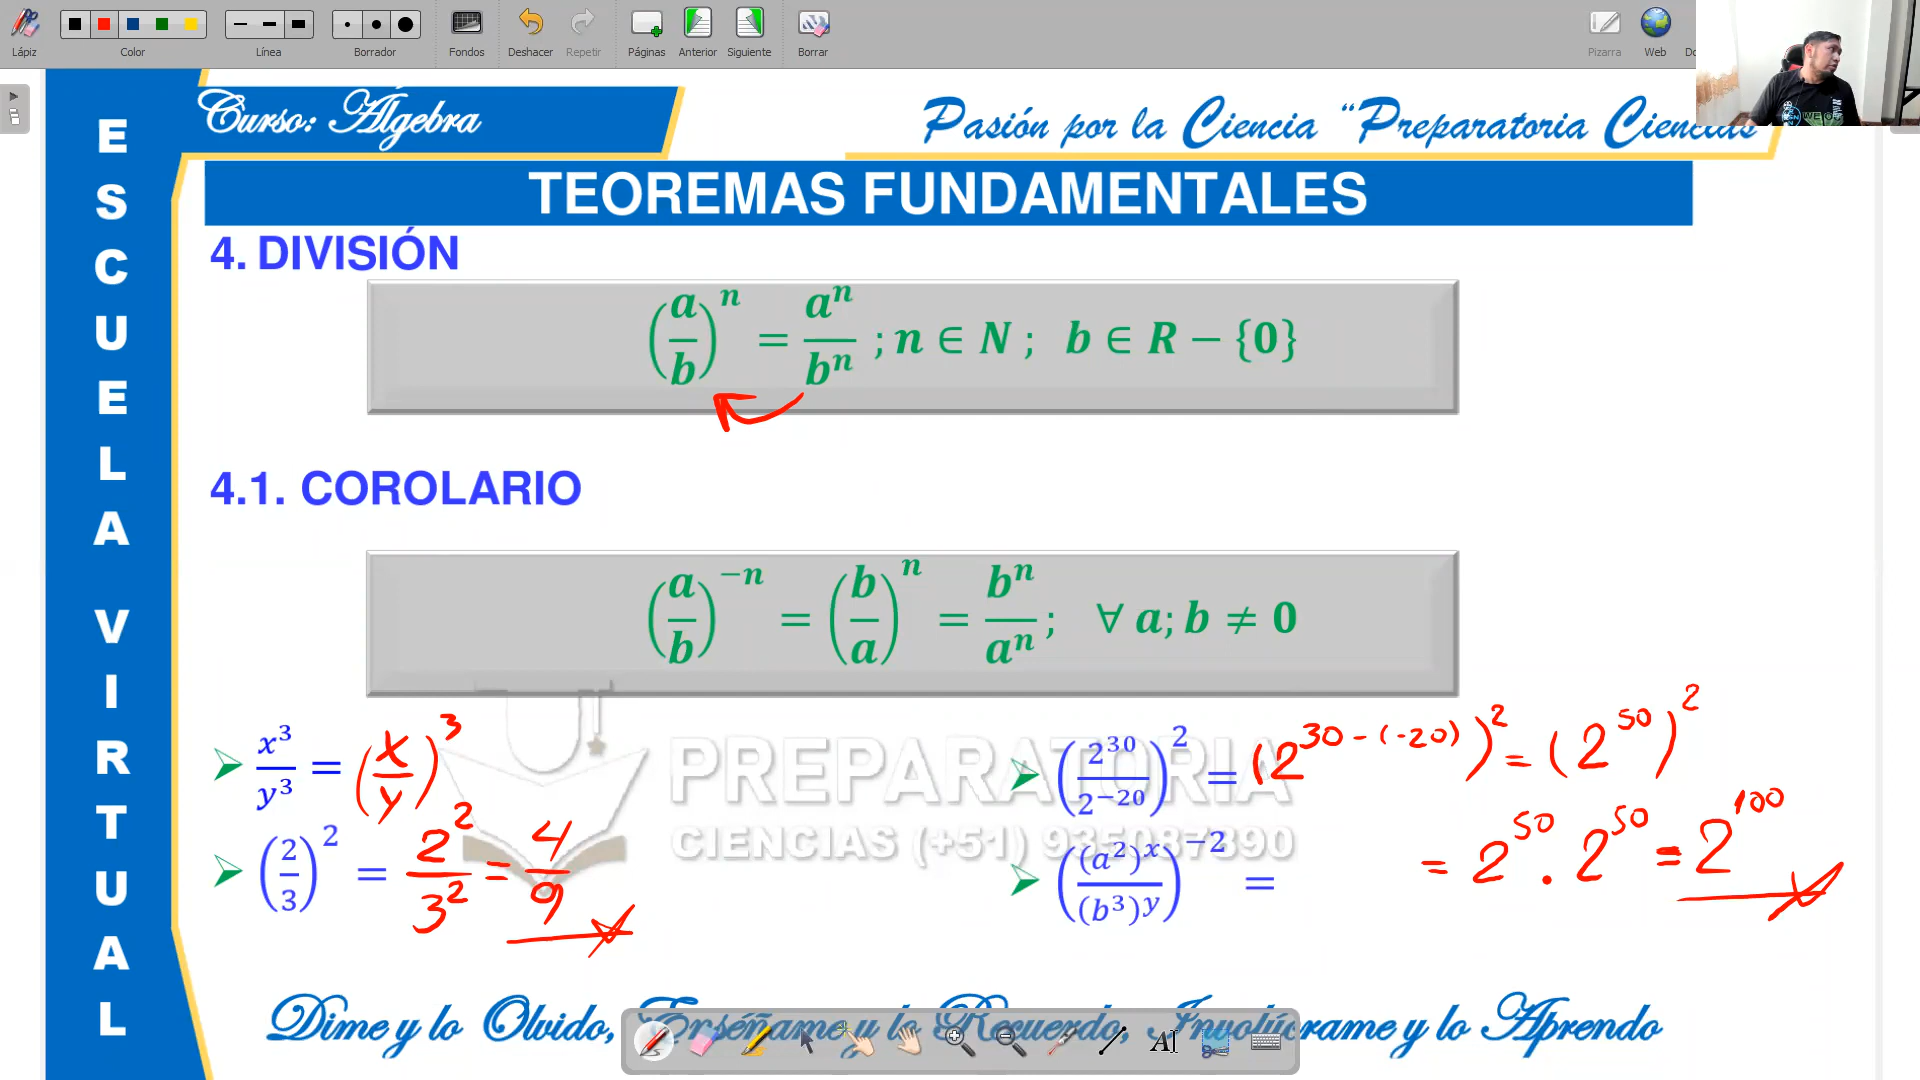 Lápiz
Color
Línea
Borrador
Fondos
Deshacer
Repetir
Páginas
Anterior
Siguiente
Borrar
Pizarra
Web
ESCUELA VIRTUAL
Curso: Álgebra
Pasión por la Ciencia “Preparatoria Ciencias
TEOREMAS FUNDAMENTALES
4. DIVISIÓN
(a/b)^n = a^n/b^n ; n ∈ N ; b ∈ R − {0}
4.1. COROLARIO
(a/b)^−n = (b/a)^n = b^n/a^n ; ∀ a; b ≠ 0
x^3/y^3 = (x/y)^3
(2/3)^2 = 2^2/3^2 = 4/9
(2^30/2^−20)^2 = (2^30-(-20))^2 = (2^50)^2
= 2^50 . 2^50 = 2^100
((a^2)^x/(b^3)^y)^−2 =
PREPARATORIA
CIENCIAS (+51) 935087390
Dime y lo Olvido, Enséñame y lo Recuerdo, Involúcrame y lo Aprendo